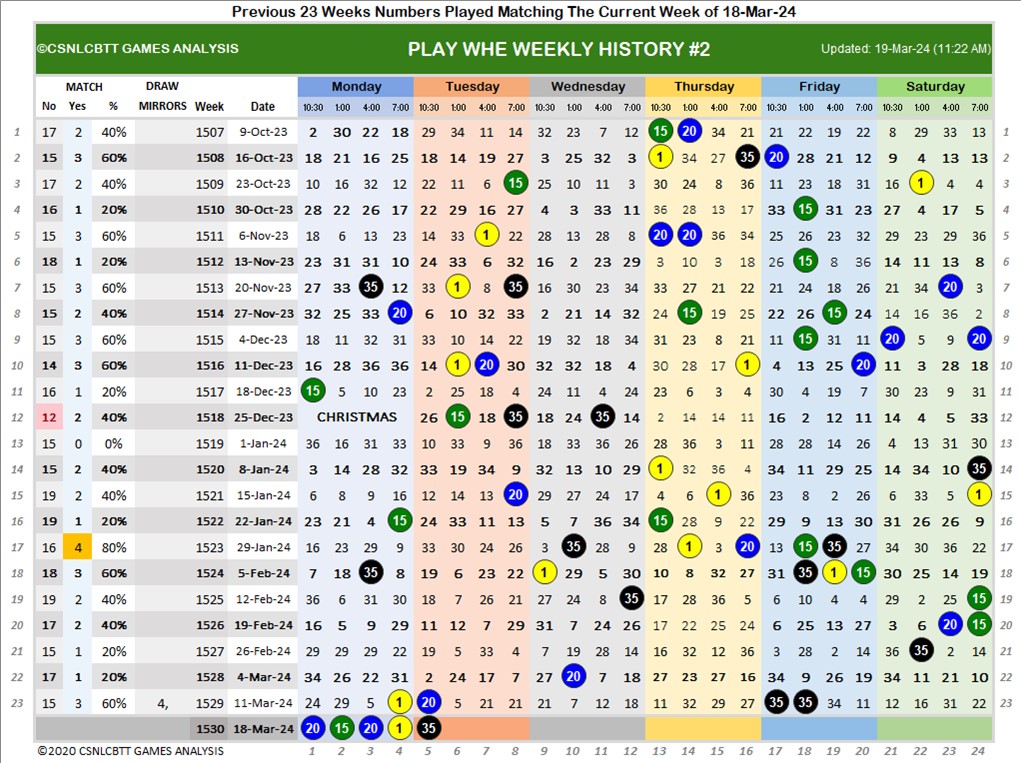 Previous 23 Weeks Numbers Played Matching The Current Week of 18-Mar-24
©CSNLCBTT GAMES ANALYSIS PLAY WHE WEEKLY HISTORY #2 Updated: 19-Mar-24 (11:22 AM)
MATCH DRAW Monday Tuesday Wednesday Thursday Friday Saturday
No Yes % MIRRORS Week Date 10:30 1:00 4:00 7:00 10:30 1:00 4:00 7:00 10:30 1:00 4:00 7:00 10:30 1:00 4:00 7:00 10:30 1:00 4:00 7:00 10:30 1:00 4:00 7:00
1 17 2 40% 1507 9-Oct-23 2 30 22 18 29 34 11 14 32 23 7 12 15 20 34 21 21 22 19 22 8 29 33 13 1
2 15 3 60% 1508 16-Oct-23 18 21 16 25 18 14 19 27 3 25 32 3 1 34 27 35 20 28 21 12 9 4 13 13 2
3 17 2 40% 1509 23-Oct-23 10 16 32 12 22 11 6 15 25 10 11 3 30 24 8 36 11 23 18 31 16 1 4 4 3
4 16 1 20% 1510 30-Oct-23 28 22 26 17 22 29 16 27 4 3 33 11 36 28 13 17 33 15 31 23 27 4 17 5 4
5 15 3 60% 1511 6-Nov-23 18 6 13 23 14 33 1 22 28 13 28 8 20 20 36 34 25 26 23 32 29 32 29 36 5
6 18 1 20% 1512 13-Nov-23 23 31 31 10 24 33 6 32 16 2 23 29 3 10 3 18 26 15 8 36 14 11 13 8 6
7 15 3 60% 1513 20-Nov-23 27 33 35 12 33 1 8 35 16 30 23 34 33 27 21 22 21 24 18 26 21 34 20 3 7
8 15 2 40% 1514 27-Nov-23 32 25 33 20 6 10 32 33 2 21 14 32 24 15 19 25 22 26 15 24 14 16 36 2 8
9 15 3 60% 1515 4-Dec-23 18 11 32 31 33 10 14 22 19 32 18 34 31 23 8 21 11 15 31 11 20 5 9 20 9
10 14 3 60% 1516 11-Dec-23 16 28 36 36 14 1 20 30 32 32 18 4 30 28 17 1 4 13 25 20 11 3 28 18 10
11 16 1 20% 1517 18-Dec-23 15 5 10 23 2 25 18 4 24 11 4 24 23 6 3 4 30 4 19 7 30 23 9 31 11
12 12 2 40% 1518 25-Dec-23 CHRISTMAS 26 15 18 35 18 24 35 14 2 14 14 11 16 2 12 11 14 4 5 33 12
13 15 0 0% 1519 1-Jan-24 36 16 31 33 10 33 9 36 18 33 36 26 28 36 3 11 28 28 14 26 4 13 31 30 13
14 15 2 40% 1520 8-Jan-24 3 14 28 32 33 19 34 9 32 13 10 29 1 32 36 4 34 11 29 25 14 34 10 35 14
15 19 2 40% 1521 15-Jan-24 6 8 9 16 12 14 13 20 29 27 24 17 4 6 1 36 23 8 2 26 6 33 5 1 15
16 19 1 20% 1522 22-Jan-24 23 21 4 15 24 33 11 13 5 7 36 34 15 28 9 22 29 9 13 30 31 26 26 9 16
17 16 4 80% 1523 29-Jan-24 16 23 29 9 33 30 24 26 3 35 28 9 28 1 3 20 13 15 35 27 34 30 36 22 17
18 18 3 60% 1524 5-Feb-24 7 18 35 8 19 6 23 22 1 29 5 30 10 8 32 27 31 35 1 15 30 25 14 19 18
19 19 2 40% 1525 12-Feb-24 36 6 31 30 18 7 26 21 27 24 8 35 17 28 36 5 6 10 4 4 29 2 25 15 19
20 17 2 40% 1526 19-Feb-24 16 5 9 29 11 12 7 29 31 7 24 26 17 22 25 24 6 25 13 27 3 6 20 15 20
21 15 1 20% 1527 26-Feb-24 29 29 29 22 19 5 33 4 7 19 28 14 16 32 12 36 3 28 2 14 36 35 2 14 21
22 17 1 20% 1528 4-Mar-24 34 26 22 31 2 24 17 7 27 20 7 18 27 23 27 16 34 9 26 19 34 11 21 10 22
23 15 3 60% 4, 1529 11-Mar-24 24 29 5 1 20 5 21 21 21 7 12 18 11 32 29 27 35 35 34 11 12 16 31 22 23
1530 18-Mar-24 20 15 20 1 35
©2020 CSNLCBTT GAMES ANALYSIS 1 2 3 4 5 6 7 8 9 10 11 12 13 14 15 16 17 18 19 20 21 22 23 24